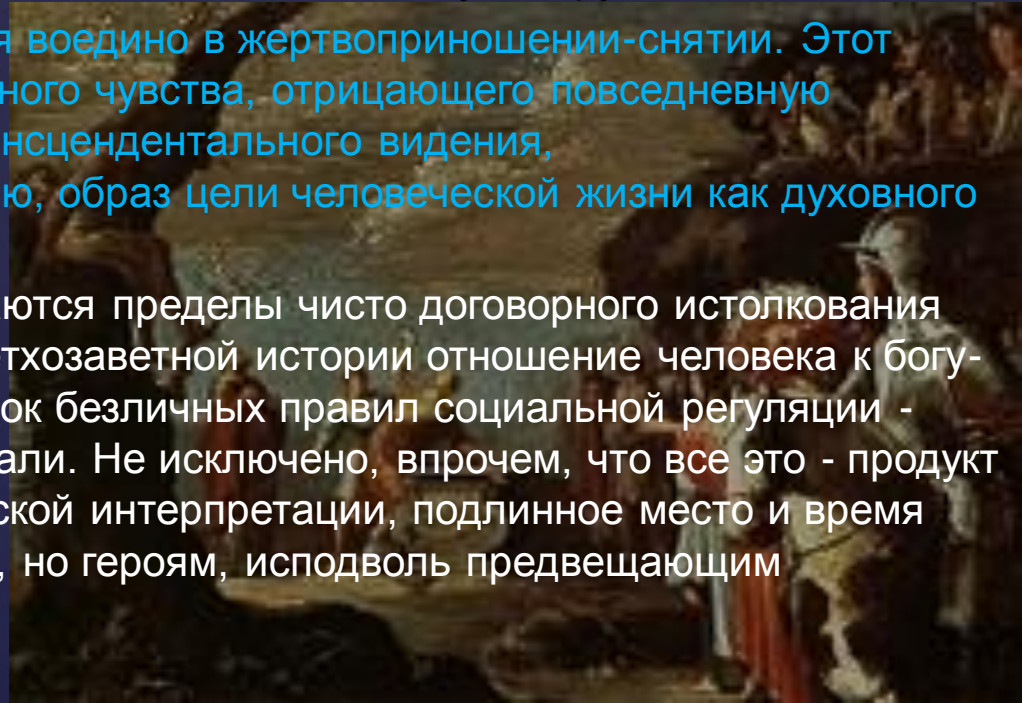 я воедино в жертвоприношении-снятии. Этот
ного чувства, отрицающего повседневную
нсцендентального видения,
ю, образ цели человеческой жизни как духовного
ются пределы чисто договорного истолкования
тхозаветной истории отношение человека к богу-
ок безличных правил социальной регуляции -
али. Не исключено, впрочем, что все это - продукт
ской интерпретации, подлинное место и время
, но героям, исподволь предвещающим